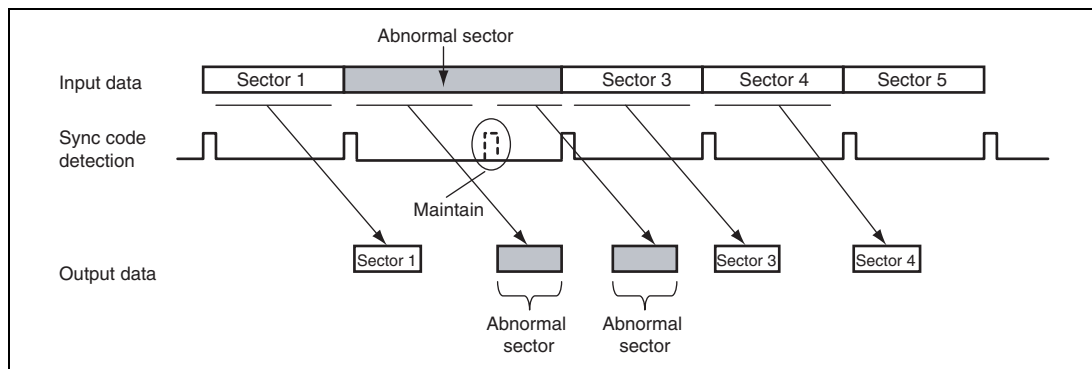 Abnormal sector
Input data
Sector 1
Sector 3
Sector 4
Sector 5
Sync code
detection
Maintain
Output data
Sector 1
Sector 3
Sector 4
Abnormal
sector
Abnormal
sector